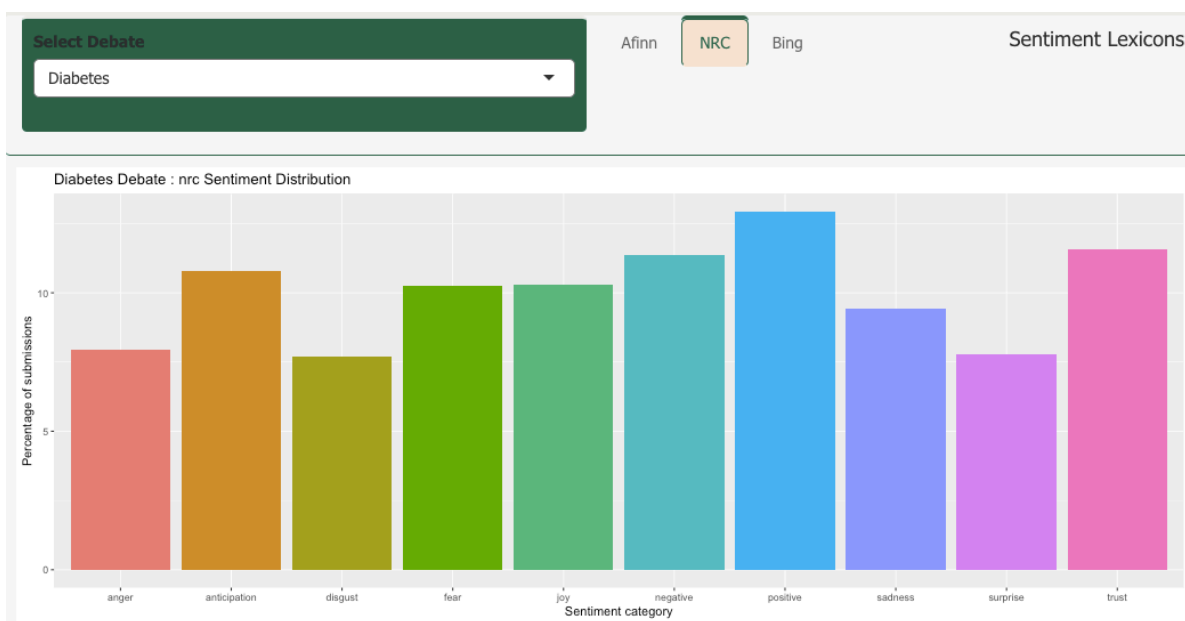 Select Debate
Diabetes
Afinn NRC Bing
Sentiment Lexicons
Diabetes Debate : nrc Sentiment Distribution
Percentage of submissions
10
5
0
anger anticipation disgust fear joy negative positive sadness surprise trust
Sentiment category